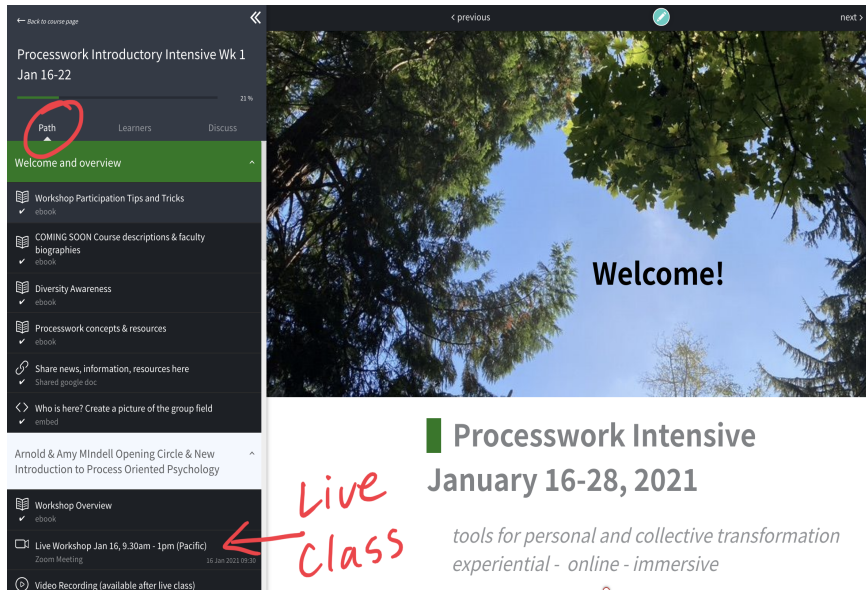 ← Back to course page
Processwork Introductory Intensive Wk 1
Jan 16-22
21 %
Path Learners Discuss
Welcome and overview
Workshop Participation Tips and Tricks
ebook
COMING SOON Course descriptions & faculty
biographies
ebook
Diversity Awareness
ebook
Processwork concepts & resources
ebook
Share news, information, resources here
Shared google doc
Who is here? Create a picture of the group field
embed
Arnold & Amy MIndell Opening Circle & New
Introduction to Process Oriented Psychology
Workshop Overview
ebook
Live Workshop Jan 16, 9.30am - 1pm (Pacific)
Zoom Meeting 16 Jan 2021 09:30
Video Recording (available after live class)
‹ previous next ›
Welcome!
Processwork Intensive
January 16-28, 2021
tools for personal and collective transformation
experiential - online - immersive
Live
Class